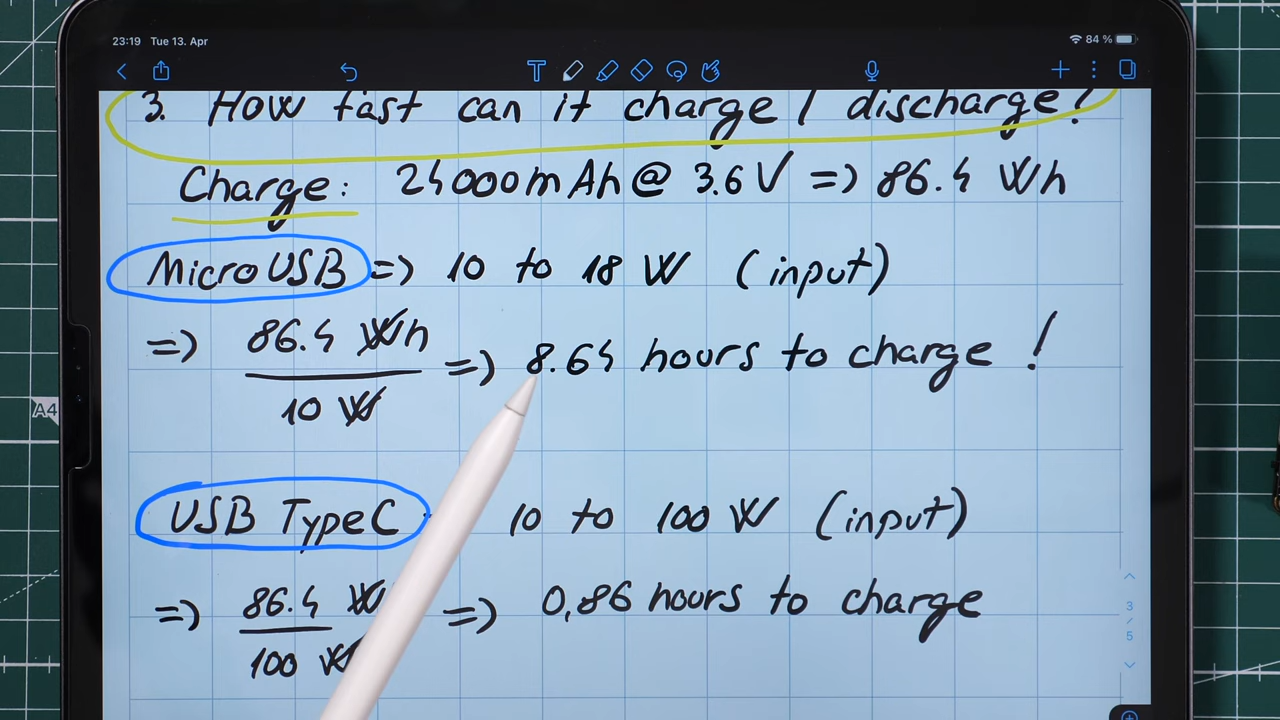 23:19 Tue 13. Apr
84 %
3. How fast can it charge / discharge?
Charge: 24000mAh@ 3.6V => 86.4 Wh
MicroUSB => 10 to 18 W (input)
=> 86.4 Wh
10 W
=> 8.64 hours to charge !
A4
USB TypeC
10 to 100 W (input)
=> 86.4 W
100 W
=> 0,86 hours to charge
3
/
5